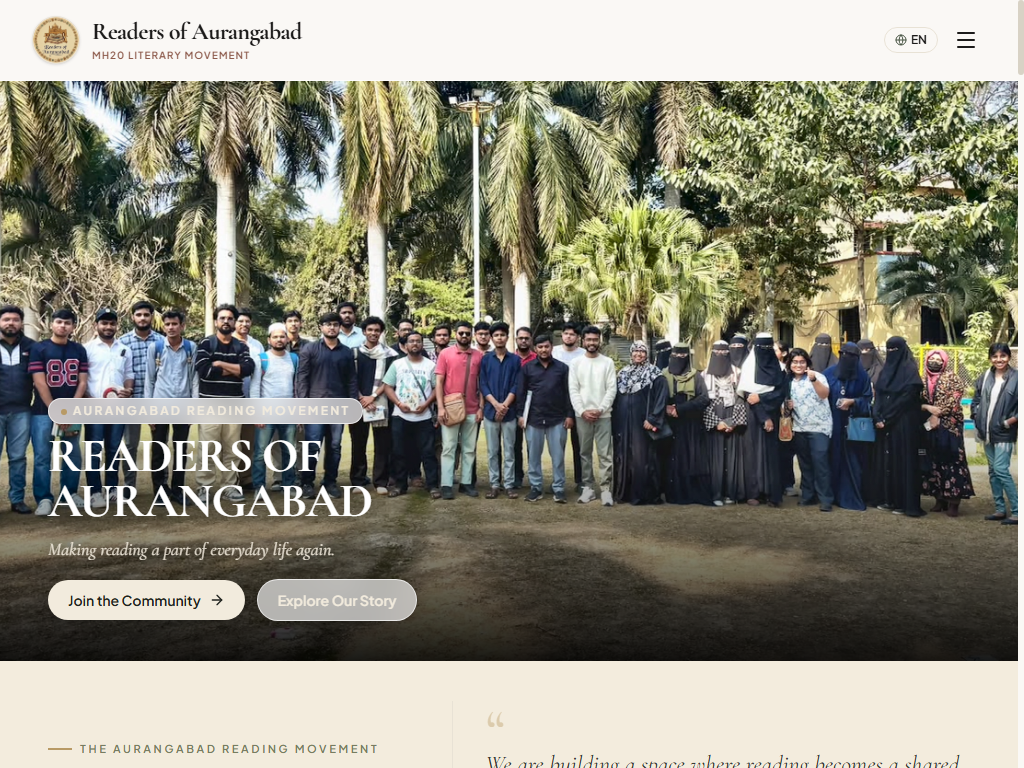 Readers of Aurangabad
MH20 LITERARY MOVEMENT
EN
88
AURANGABAD READING MOVEMENT
READERS OF
AURANGABAD
Making reading a part of everyday life again.
Join the Community →
Explore Our Story
THE AURANGABAD READING MOVEMENT
“
We are building a space where reading becomes a shared